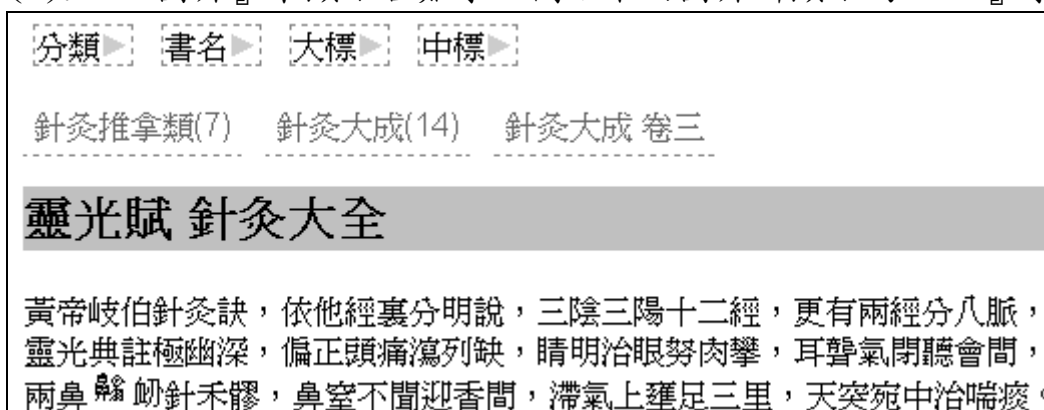 分類▶ 書名▶ 大標▶ 中標▶
針灸推拿類(7) 針灸大成(14) 針灸大成 卷三
靈光賦 針灸大全
黃帝岐伯針灸訣，依他經裏分明說，三陰三陽十二經，更有兩經分八脈，
靈光典註極幽深，偏正頭痛瀉列缺，睛明治眼努肉攀，耳聾氣閉聽會間，
兩鼻 衂針禾髎，鼻窒不聞迎香間，滯氣上壅足三里，天突宛中治喘痰。